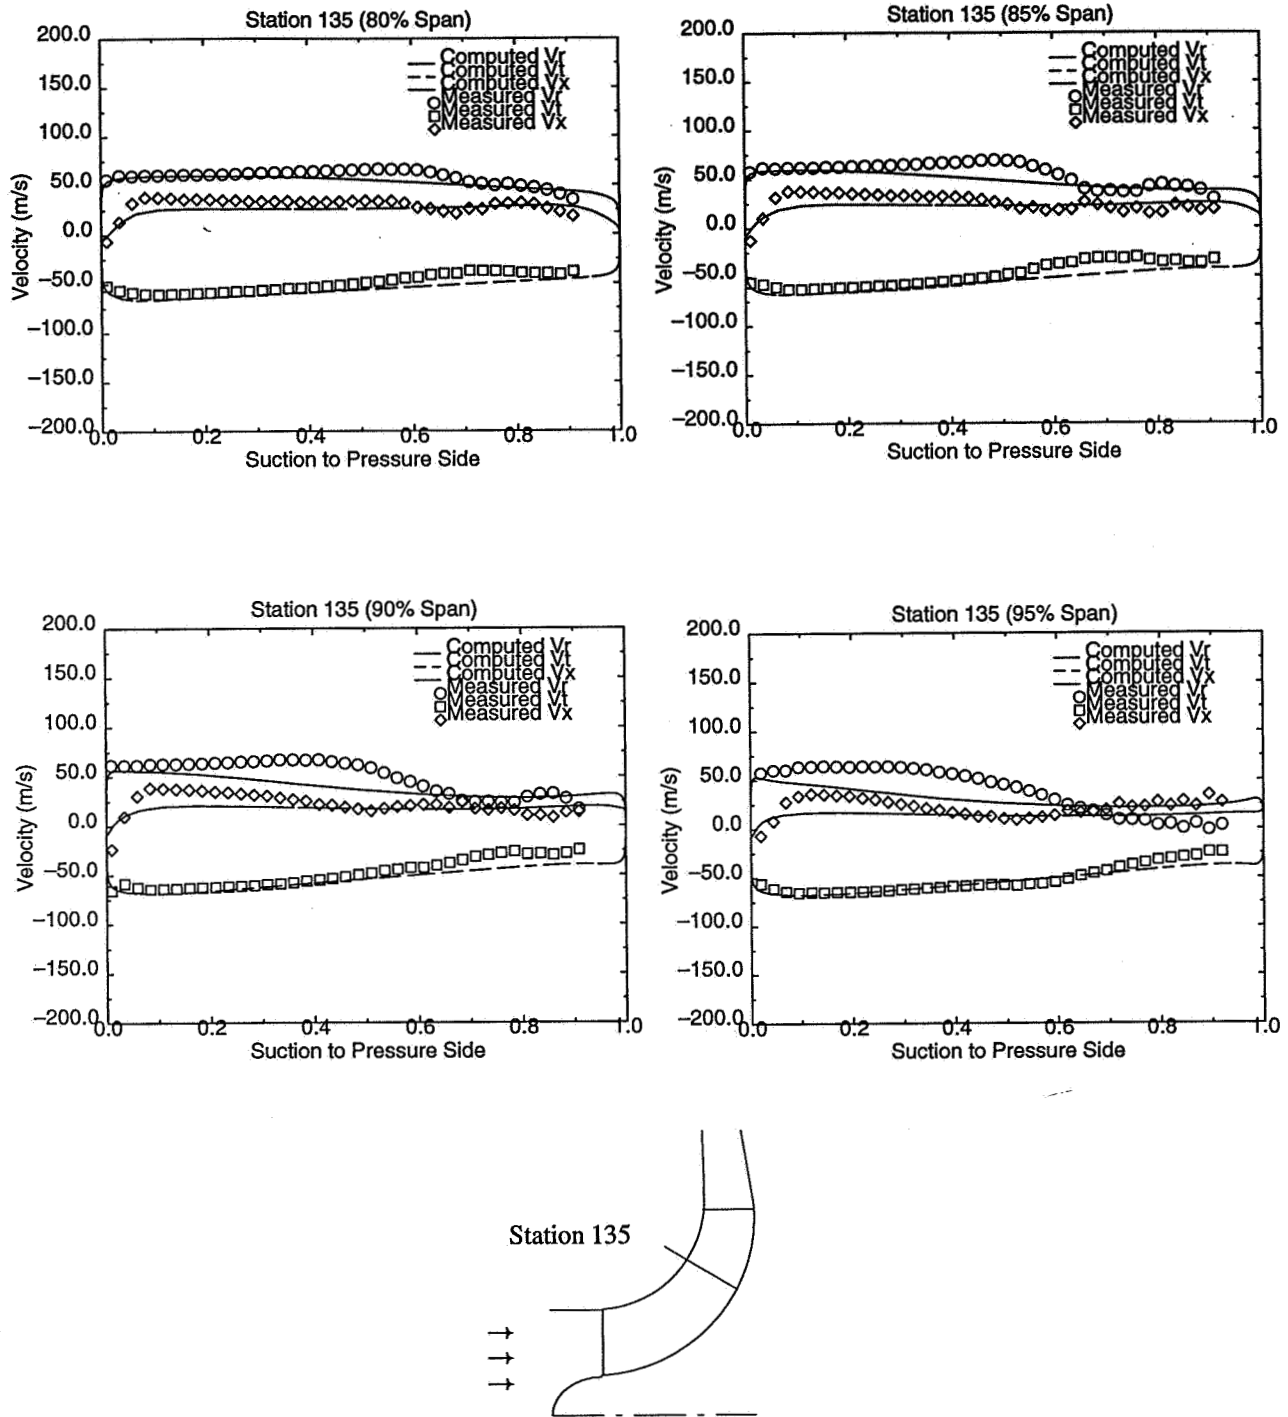 Station 135 (80% Span)
200.0
150.0
100.0
50.0
0.0
−50.0
−100.0
−150.0
−200.0
Velocity (m/s)
Computed Vr
Computed Vt
Computed Vx
Measured Vr
Measured Vt
Measured Vx
0.0 0.2 0.4 0.6 0.8 1.0
Suction to Pressure Side
Station 135 (85% Span)
200.0
150.0
100.0
50.0
0.0
−50.0
−100.0
−150.0
−200.0
Velocity (m/s)
Computed Vr
Computed Vt
Computed Vx
Measured Vr
Measured Vt
Measured Vx
0.0 0.2 0.4 0.6 0.8 1.0
Suction to Pressure Side
Station 135 (90% Span)
200.0
150.0
100.0
50.0
0.0
−50.0
−100.0
−150.0
−200.0
Velocity (m/s)
Computed Vr
Computed Vt
Computed Vx
Measured Vr
Measured Vt
Measured Vx
0.0 0.2 0.4 0.6 0.8 1.0
Suction to Pressure Side
Station 135 (95% Span)
200.0
150.0
100.0
50.0
0.0
−50.0
−100.0
−150.0
−200.0
Velocity (m/s)
Computed Vr
Computed Vt
Computed Vx
Measured Vr
Measured Vt
Measured Vx
0.0 0.2 0.4 0.6 0.8 1.0
Suction to Pressure Side
Station 135